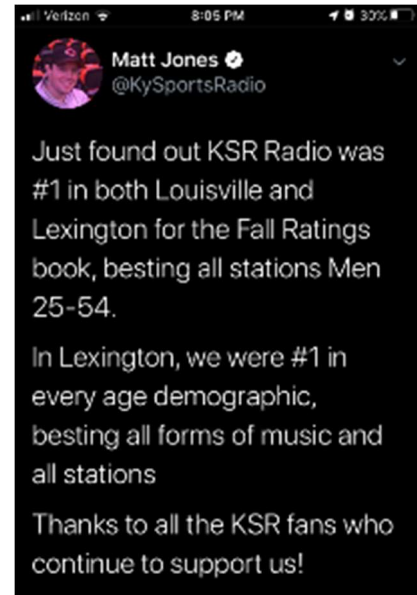 Verizon 8:05 PM 30%
Matt Jones
@KySportsRadio
Just found out KSR Radio was
#1 in both Louisville and
Lexington for the Fall Ratings
book, besting all stations Men
25-54.
In Lexington, we were #1 in
every age demographic,
besting all forms of music and
all stations
Thanks to all the KSR fans who
continue to support us!